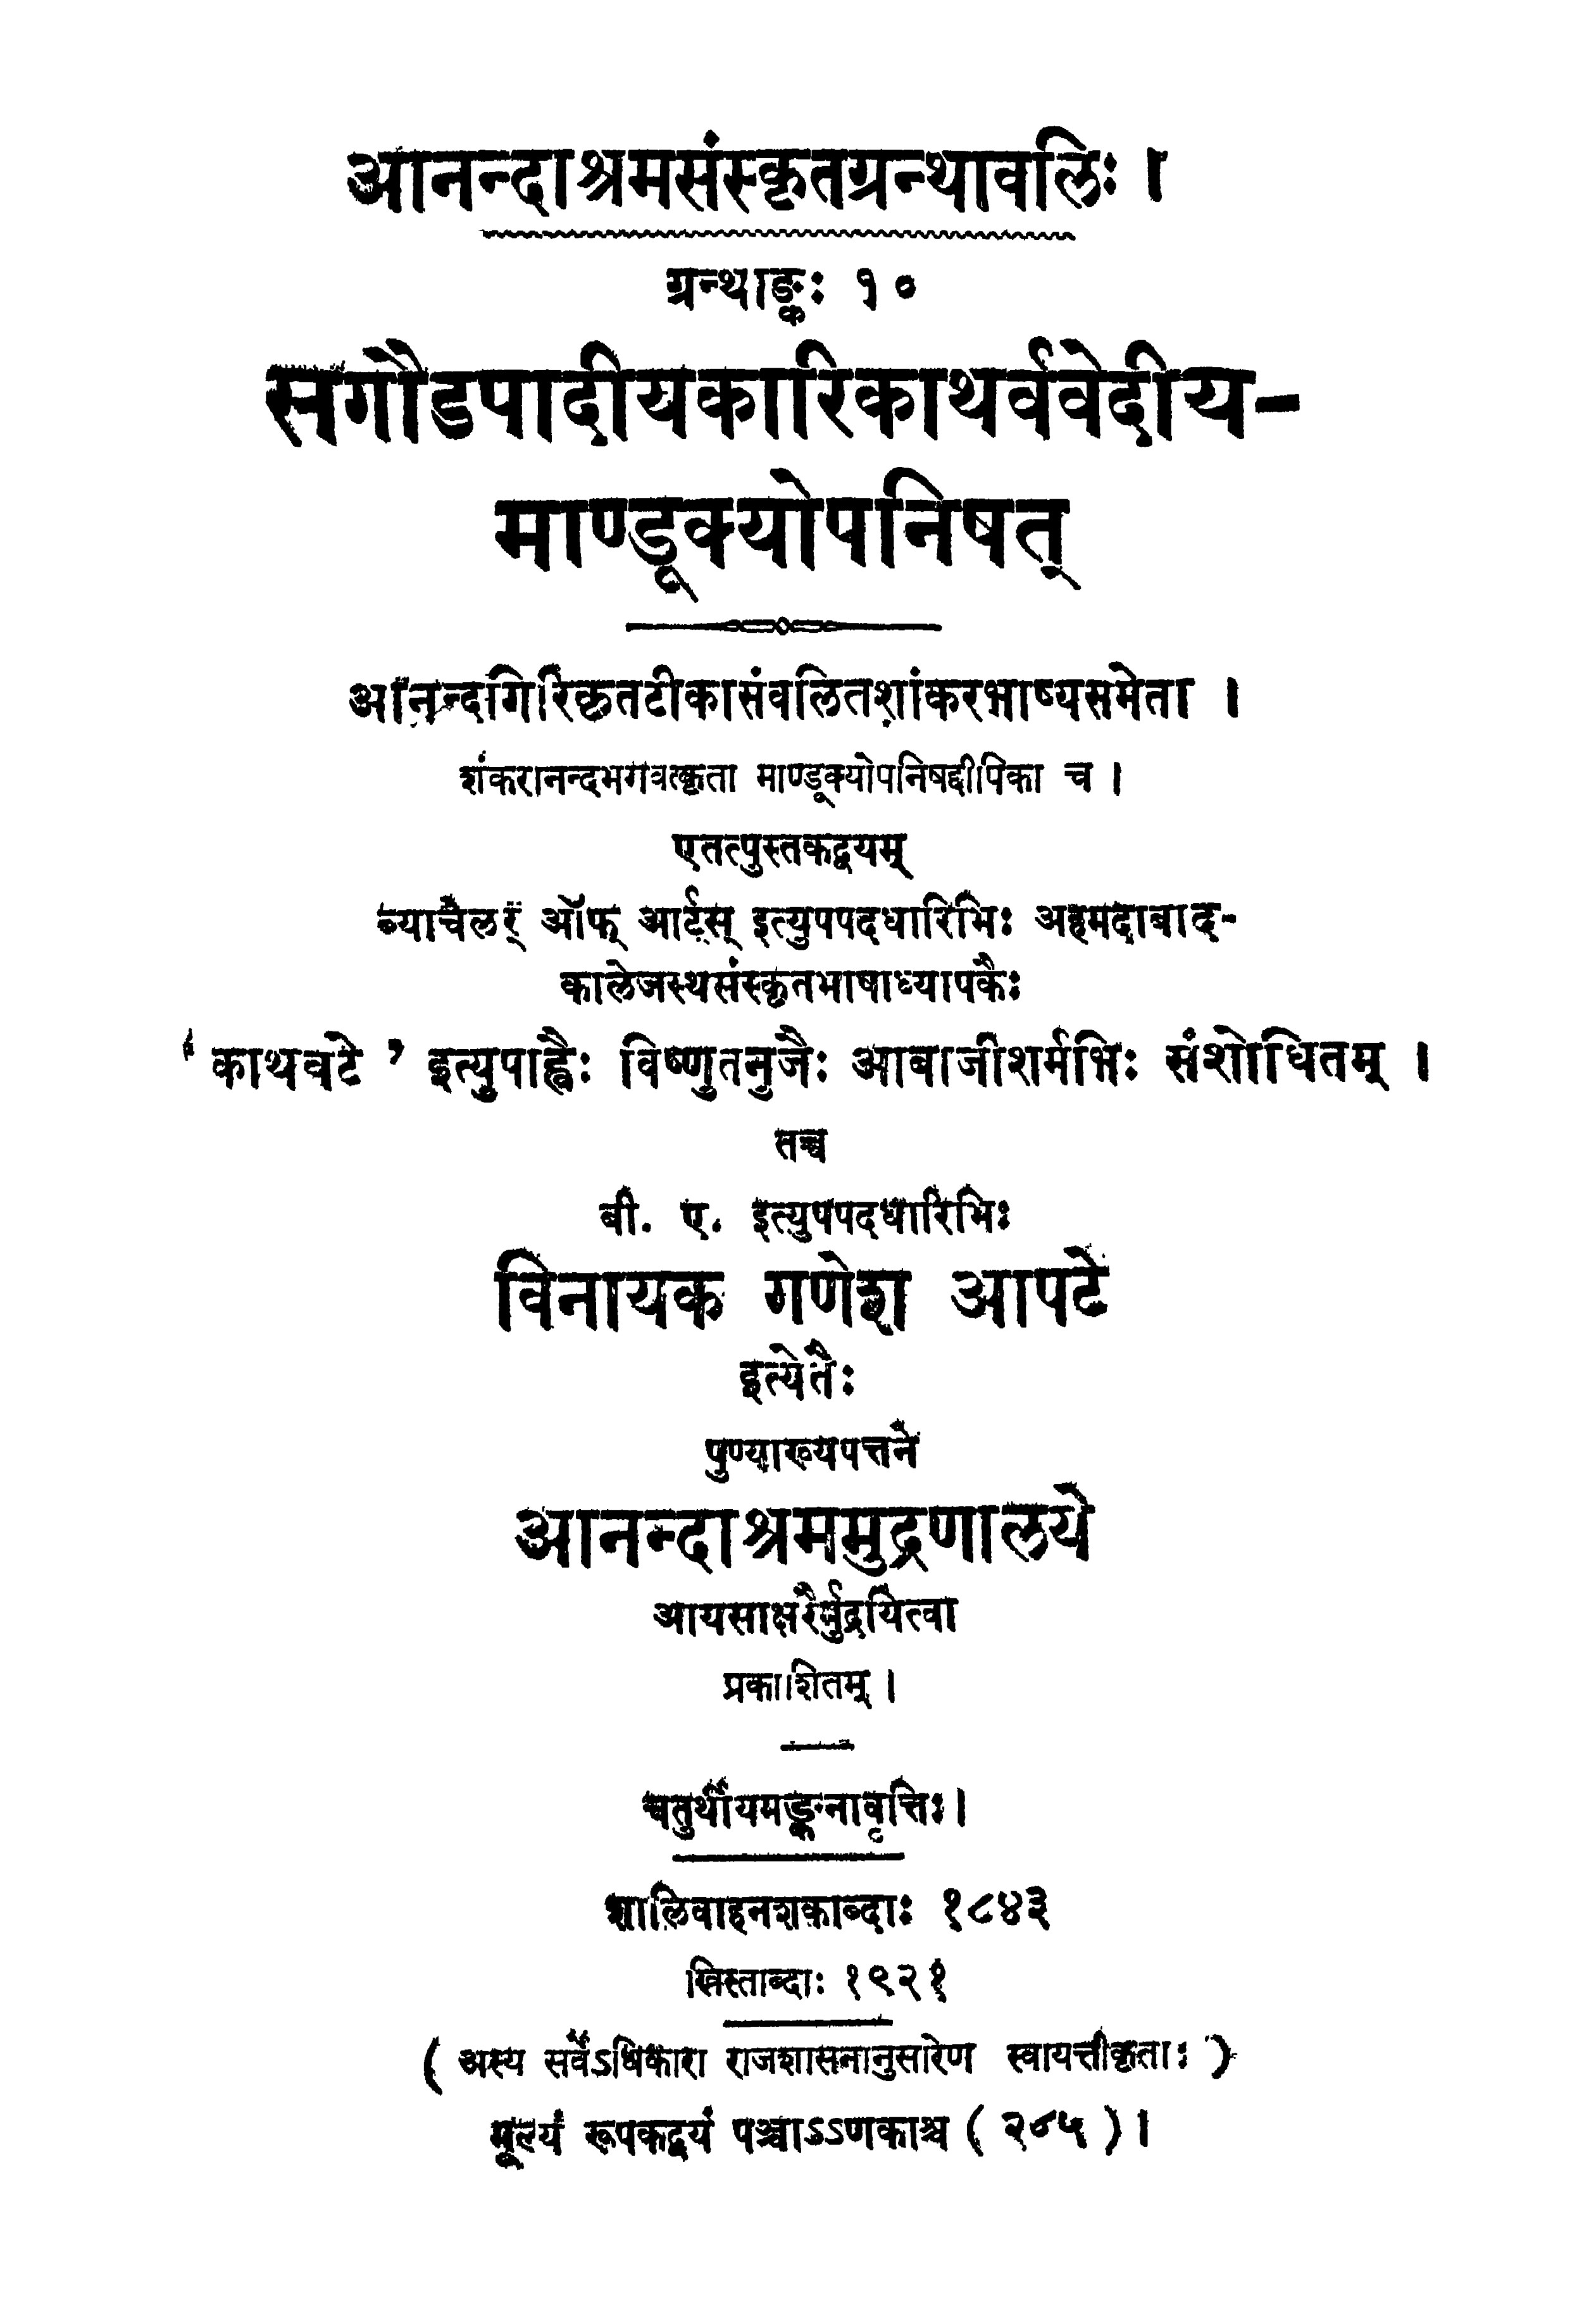 आनन्दाश्रमसंस्कृतग्रन्थावलिः ।
ग्रन्थाङ्कः १०
सगौडपादीयकारिकाथर्ववेदीय-
माण्डूक्योपनिषत्
आनन्दगिरिकृतटीकासंवलितशांकरभाष्यसमेता ।
शंकरानन्दभगवत्कृता माण्डूक्योपनिषद्दीपिका च ।
एतत्पुस्तकद्वयम्
ब्याचेलर् ऑफ् आर्ट्स् इत्युपपदधारिभिः अहमदाबाद-
कालेजस्थसंस्कृतभाषाध्यापकैः
‘ काथवटे ’ इत्युपाह्वैः विष्णुतनुजैः आबाजीशर्मभिः संशोधितम् ।
तच्च
बी. ए. इत्युपपदधारिभिः
विनायक गणेश आपटे
इत्येतैः
पुण्याख्यपत्तने
आनन्दाश्रममुद्रणालये
आयसाक्षरैर्मुद्रयित्वा
प्रकाशितम् ।
चतुर्थीयमङ्कनावृत्तिः।
शालिवाहनशकाब्दाः १८४३
ख्रिस्ताब्दाः १९२१
( अस्य सर्वेऽधिकारा राजशासनानुसारेण स्वायत्तीकृताः )
मूल्यं रूपकद्वयं पञ्चाऽऽणकाश्च ( २८५ ) ।